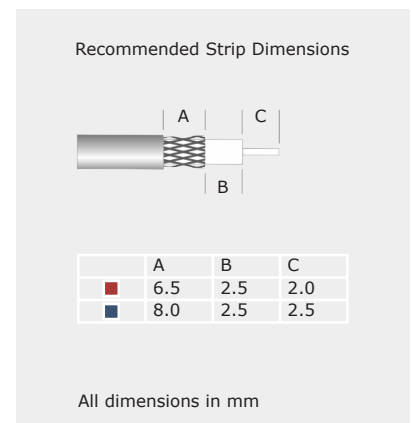 Recommended Strip Dimensions
A C
B
A B C
6.5 2.5 2.0
8.0 2.5 2.5
All dimensions in mm